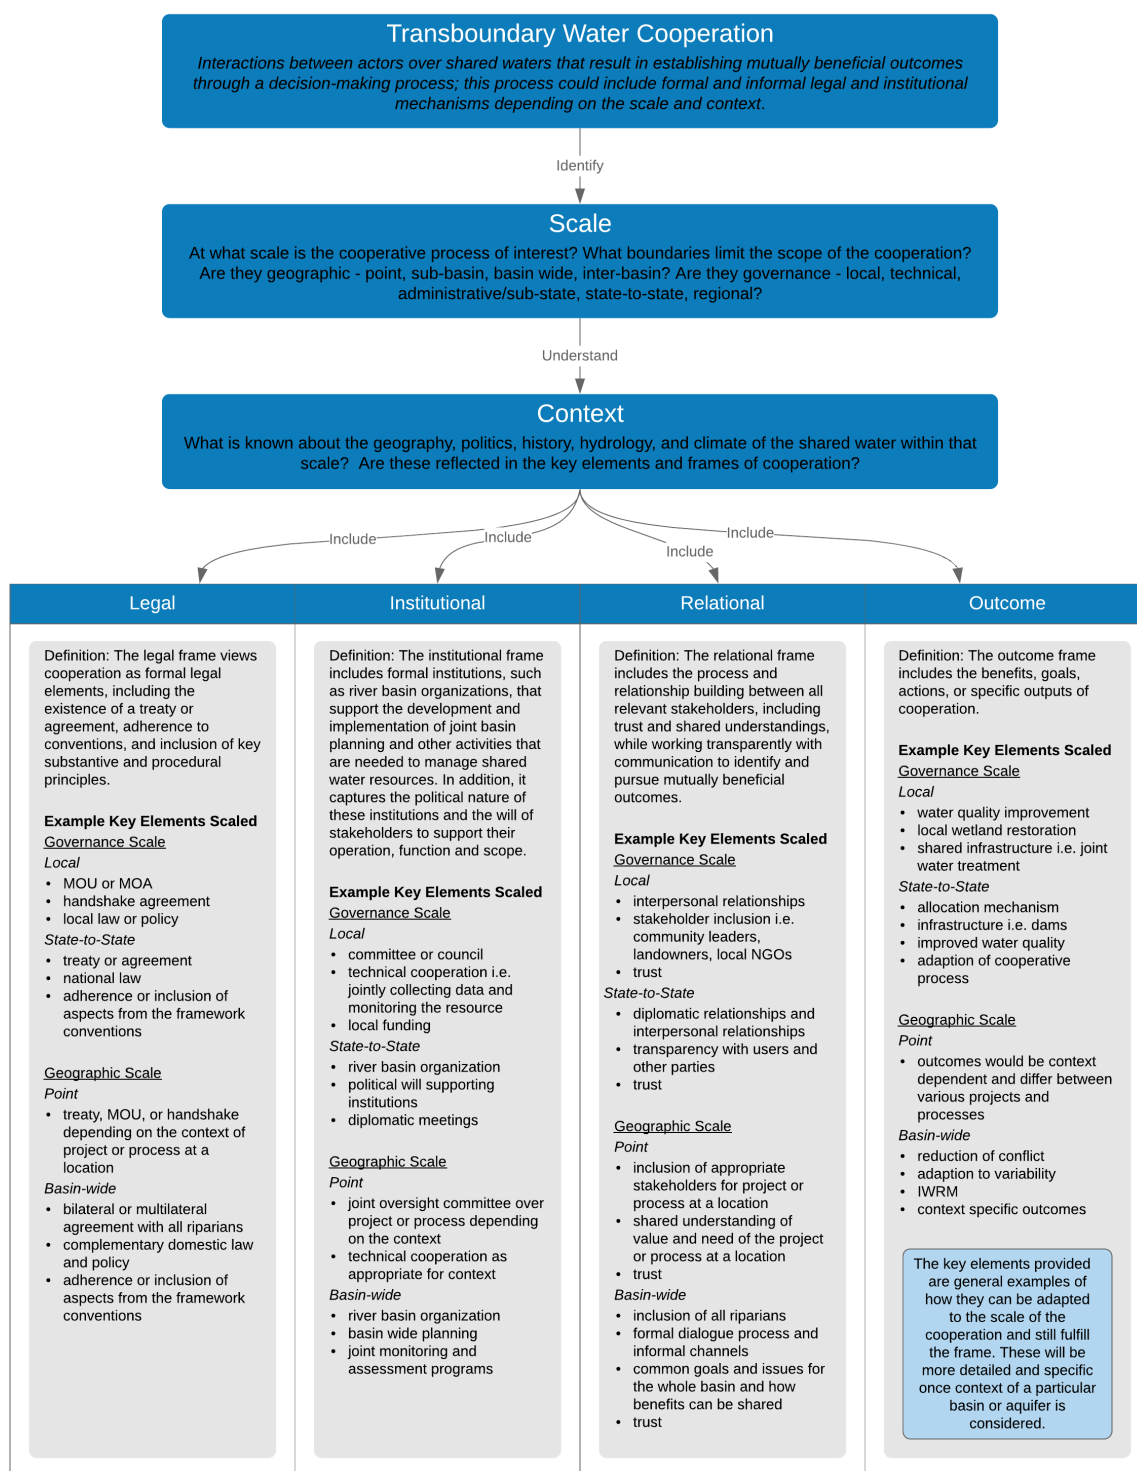 Transboundary Water Cooperation
Interactions between actors over shared waters that result in establishing mutually beneficial outcomes
through a decision-making process; this process could include formal and informal legal and institutional
mechanisms depending on the scale and context.
Identify
Scale
At what scale is the cooperative process of interest? What boundaries limit the scope of the cooperation?
Are they geographic - point, sub-basin, basin wide, inter-basin? Are they governance - local, technical,
administrative/sub-state, state-to-state, regional?
Understand
Context
What is known about the geography, politics, history, hydrology, and climate of the shared water within that
scale?  Are these reflected in the key elements and frames of cooperation?
Include
Include
Include
Include
Legal
Definition: The legal frame views
cooperation as formal legal
elements, including the
existence of a treaty or
agreement, adherence to
conventions, and inclusion of key
substantive and procedural
principles.
Example Key Elements Scaled
Governance Scale
Local
• MOU or MOA
• handshake agreement
• local law or policy
State-to-State
• treaty or agreement
• national law
• adherence or inclusion of
aspects from the framework
conventions
Geographic Scale
Point
• treaty, MOU, or handshake
depending on the context of
project or process at a
location
Basin-wide
• bilateral or multilateral
agreement with all riparians
• complementary domestic law
and policy
• adherence or inclusion of
aspects from the framework
conventions
Institutional
Definition: The institutional frame
includes formal institutions, such
as river basin organizations, that
support the development and
implementation of joint basin
planning and other activities that
are needed to manage shared
water resources. In addition, it
captures the political nature of
these institutions and the will of
stakeholders to support their
operation, function and scope.
Example Key Elements Scaled
Governance Scale
Local
• committee or council
• technical cooperation i.e.
jointly collecting data and
monitoring the resource
• local funding
State-to-State
• river basin organization
• political will supporting
institutions
• diplomatic meetings
Geographic Scale
Point
• joint oversight committee over
project or process depending
on the context
• technical cooperation as
appropriate for context
Basin-wide
• river basin organization
• basin wide planning
• joint monitoring and
assessment programs
Relational
Definition: The relational frame
includes the process and
relationship building between all
relevant stakeholders, including
trust and shared understandings,
while working transparently with
communication to identify and
pursue mutually beneficial
outcomes.
Example Key Elements Scaled
Governance Scale
Local
• interpersonal relationships
• stakeholder inclusion i.e.
community leaders,
landowners, local NGOs
• trust
State-to-State
• diplomatic relationships and
interpersonal relationships
• transparency with users and
other parties
• trust
Geographic Scale
Point
• inclusion of appropriate
stakeholders for project or
process at a location
• shared understanding of
value and need of the project
or process at a location
• trust
Basin-wide
• inclusion of all riparians
• formal dialogue process and
informal channels
• common goals and issues for
the whole basin and how
benefits can be shared
• trust
Outcome
Definition: The outcome frame
includes the benefits, goals,
actions, or specific outputs of
cooperation.
Example Key Elements Scaled
Governance Scale
Local
• water quality improvement
• local wetland restoration
• shared infrastructure i.e. joint
water treatment
State-to-State
• allocation mechanism
• infrastructure i.e. dams
• improved water quality
• adaption of cooperative
process
Geographic Scale
Point
• outcomes would be context
dependent and differ between
various projects and
processes
Basin-wide
• reduction of conflict
• adaption to variability
• IWRM
• context specific outcomes
The key elements provided
are general examples of
how they can be adapted
to the scale of the
cooperation and still fulfill
the frame. These will be
more detailed and specific
once context of a particular
basin or aquifer is
considered.